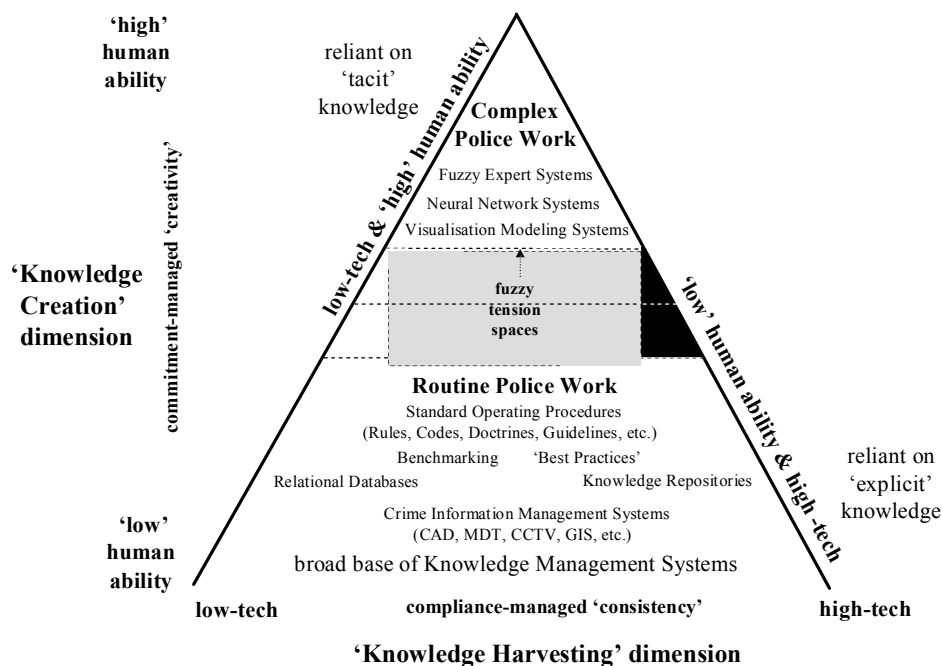 ‘high’
human
ability
reliant on
‘tacit’
knowledge
low-tech & ‘high’ human ability
Complex
Police Work
Fuzzy Expert Systems
Neural Network Systems
Visualisation Modeling Systems
‘Knowledge
Creation’
dimension
commitment-managed ‘creativity’
fuzzy
tension
spaces
‘low’ human ability & high -tech
Routine Police Work
Standard Operating Procedures
(Rules, Codes, Doctrines, Guidelines, etc.)
Benchmarking ‘Best Practices’
Relational Databases Knowledge Repositories
reliant on
‘explicit’
knowledge
Crime Information Management Systems
(CAD, MDT, CCTV, GIS, etc.)
‘low’
human
ability
broad base of Knowledge Management Systems
low-tech
compliance-managed ‘consistency’
high-tech
‘Knowledge Harvesting’ dimension